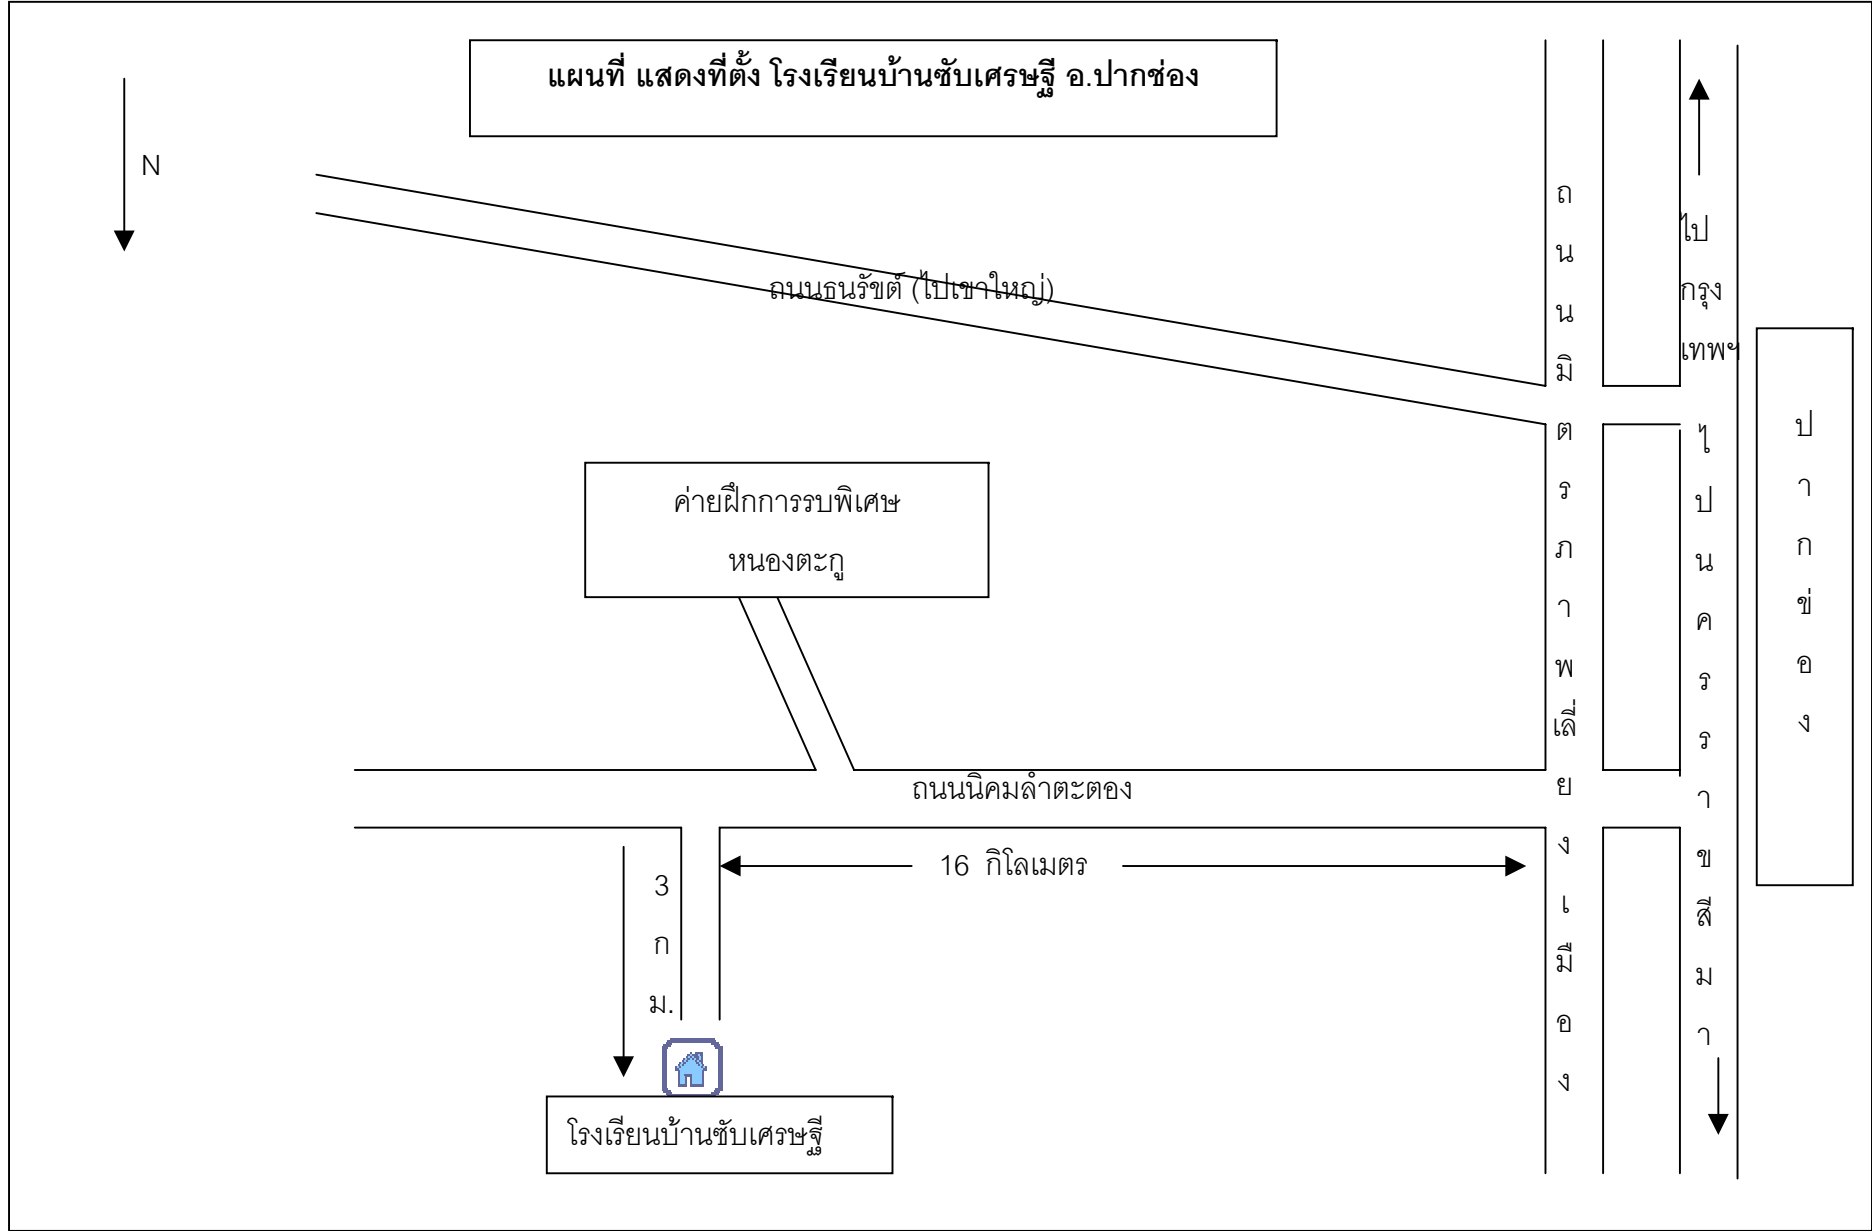 แผนที่ แสดงที่ตั้ง โรงเรียนบ้านซับเศรษฐี อ.ปากช่อง
N
ถนนธนรัขต์ (ไปเขาใหญ่)
ถนนมิตรภาพเลี่ยงเมือง
ไป
กรุง
เทพฯ
ไปนครราขสีมา
ปากข่อง
ค่ายฝึกการรบพิเศษ
หนองตะกู
ถนนนิคมลำตะตอง
16 กิโลเมตร
3กม.
โรงเรียนบ้านซับเศรษฐี